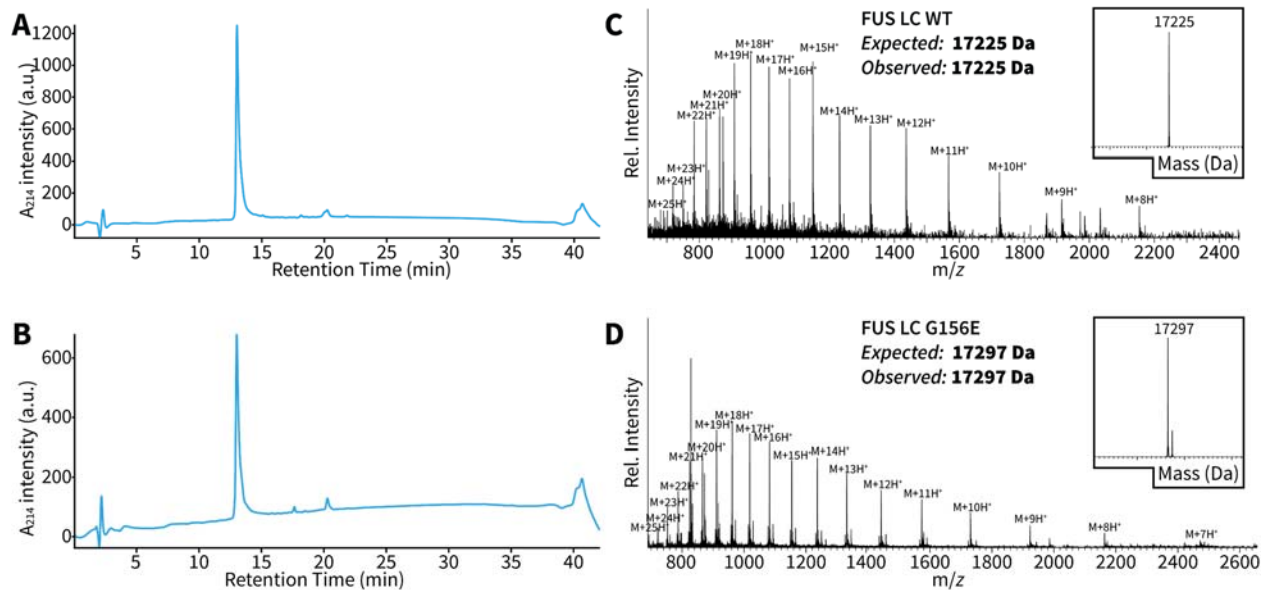 A
A₂₁₄ intensity (a.u.)
1200
1000
800
600
400
200
0
5 10 15 20 25 30 35 40
Retention Time (min)
C
Rel. Intensity
FUS LC WT
Expected: 17225 Da
Observed: 17225 Da
17225
Mass (Da)
M+25H⁺
M+24H⁺
M+23H⁺
M+22H⁺
M+21H⁺
M+20H⁺
M+19H⁺
M+18H⁺
M+17H⁺
M+16H⁺
M+15H⁺
M+14H⁺
M+13H⁺
M+12H⁺
M+11H⁺
M+10H⁺
M+9H⁺
M+8H⁺
800 1000 1200 1400 1600 1800 2000 2200 2400
m/z
B
A₂₁₄ intensity (a.u.)
600
400
200
0
5 10 15 20 25 30 35 40
Retention Time (min)
D
Rel. Intensity
FUS LC G156E
Expected: 17297 Da
Observed: 17297 Da
17297
Mass (Da)
M+25H⁺
M+24H⁺
M+23H⁺
M+22H⁺
M+21H⁺
M+20H⁺
M+19H⁺
M+18H⁺
M+17H⁺
M+16H⁺
M+15H⁺
M+14H⁺
M+13H⁺
M+12H⁺
M+11H⁺
M+10H⁺
M+9H⁺
M+8H⁺
M+7H⁺
800 1000 1200 1400 1600 1800 2000 2200 2400 2600
m/z